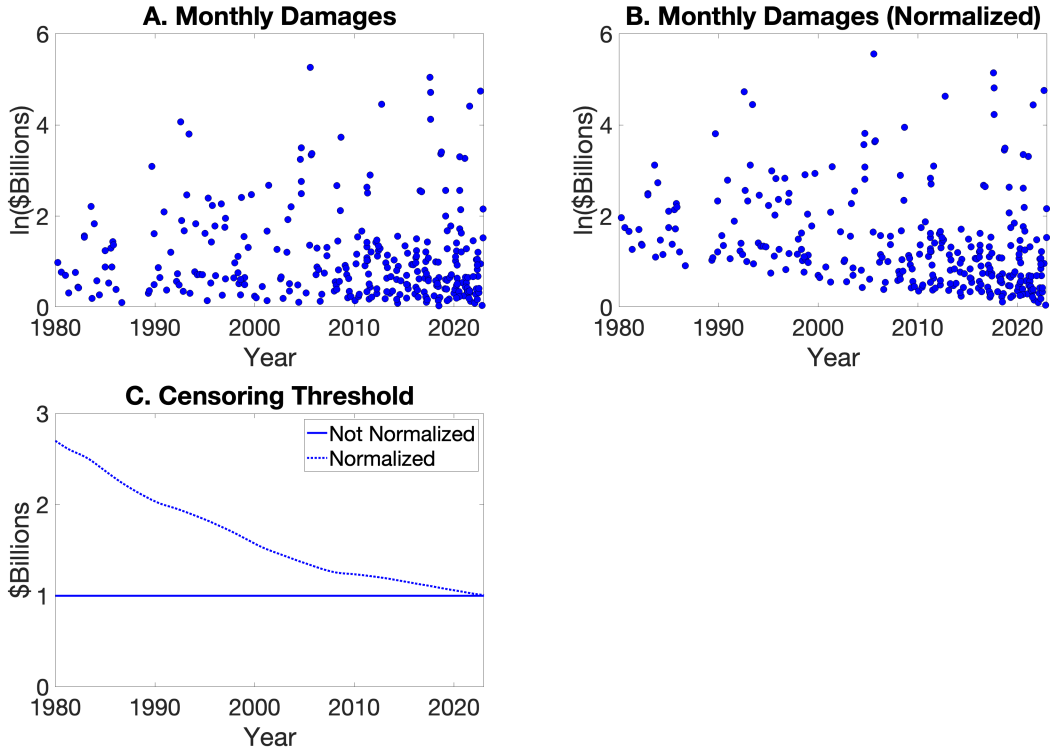 A. Monthly Damages
6
4
2
0
ln($Billions)
1980 1990 2000 2010 2020
Year
B. Monthly Damages (Normalized)
6
4
2
0
ln($Billions)
1980 1990 2000 2010 2020
Year
C. Censoring Threshold
3
2
1
0
$Billions
Not Normalized
Normalized
1980 1990 2000 2010 2020
Year